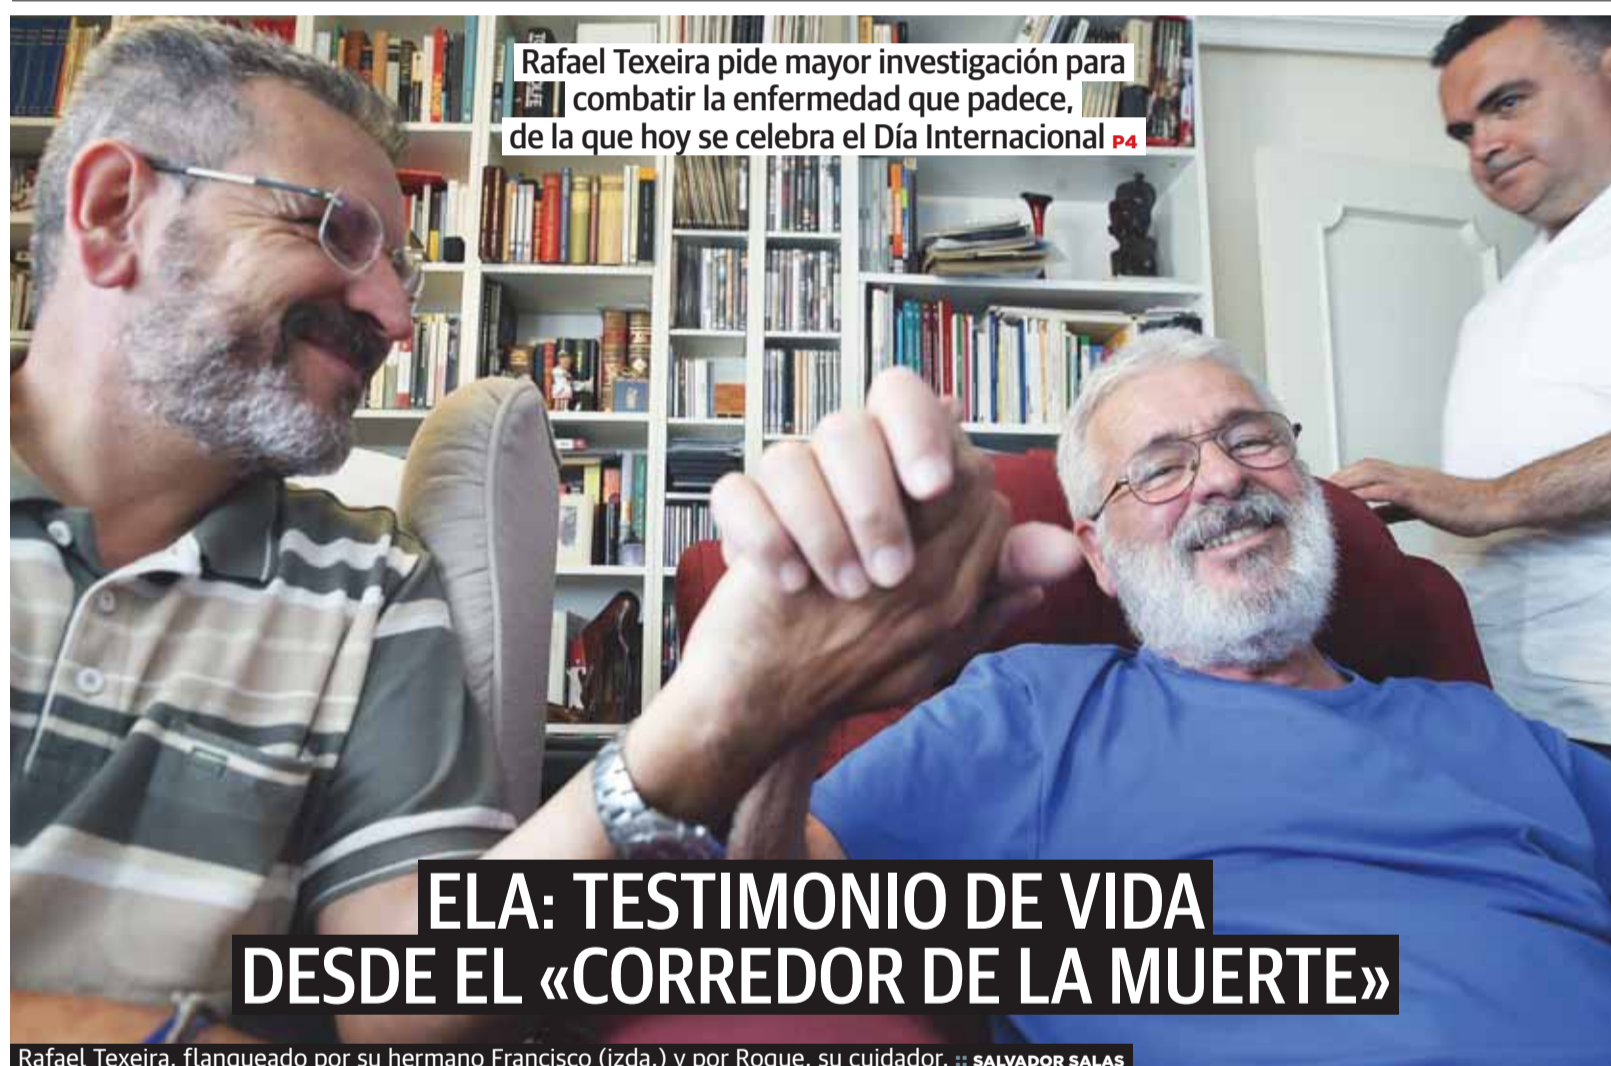 Rafael Texeira pide mayor investigación para
combatir la enfermedad que padece,
de la que hoy se celebra el Día Internacional P4
ELA: TESTIMONIO DE VIDA
DESDE EL «CORREDOR DE LA MUERTE»
Rafael Texeira, flanqueado por su hermano Francisco (izda.) y por Roque, su cuidador. :: SALVADOR SALAS